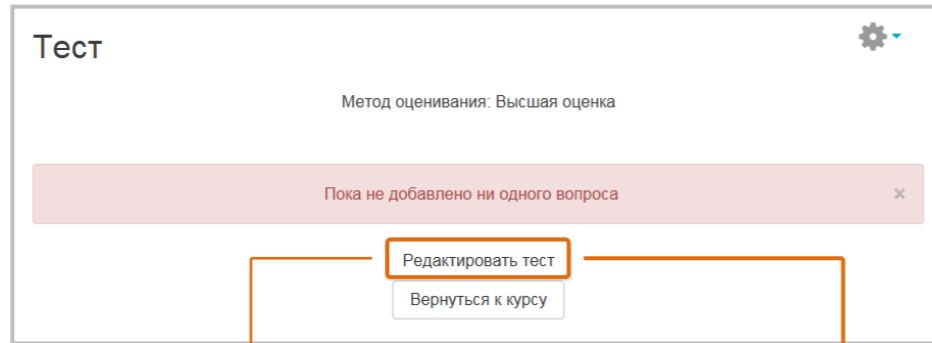 Тест
Метод оценивания: Высшая оценка
Пока не добавлено ни одного вопроса ×
Редактировать тест
Вернуться к курсу